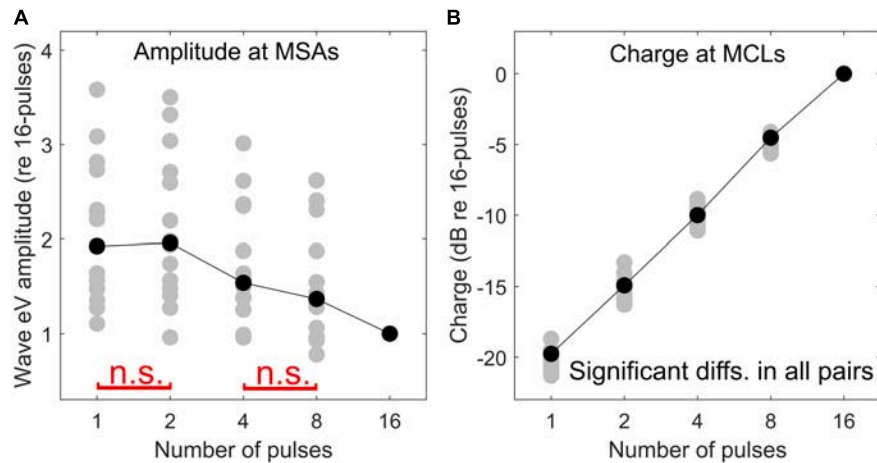 A
Amplitude at MSAs
Wave eV amplitude (re 16-pulses)
4
3
2
1
n.s.
n.s.
1 2 4 8 16
Number of pulses
B
Charge at MCLs
Charge (dB re 16-pulses)
0
-5
-10
-15
-20
Significant diffs. in all pairs
1 2 4 8 16
Number of pulses